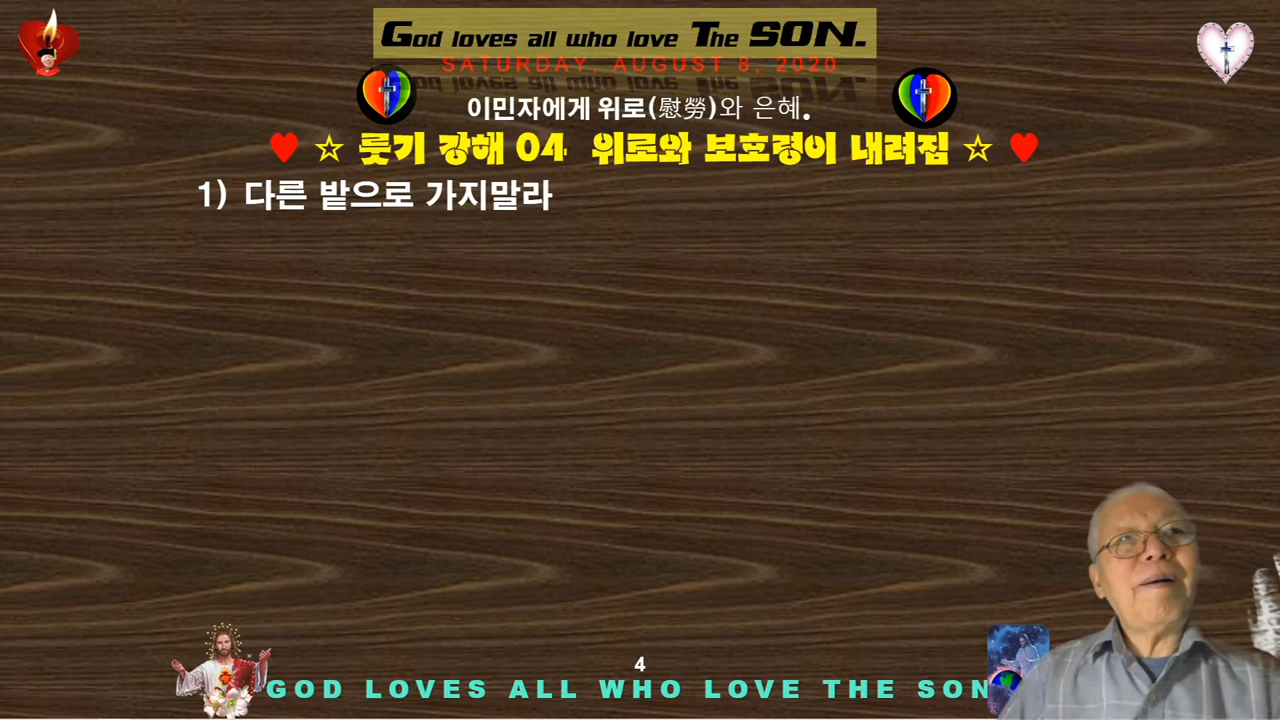 God loves all who love The SON.
SATURDAY, AUGUST 8, 2020
이민자에게 위로(慰勞)와 은혜.
♥ ☆ 룻기 강해 04 위로와 보호령이 내려짐 ☆ ♥
1) 다른 밭으로 가지말라
4
GOD LOVES ALL WHO LOVE THE SON